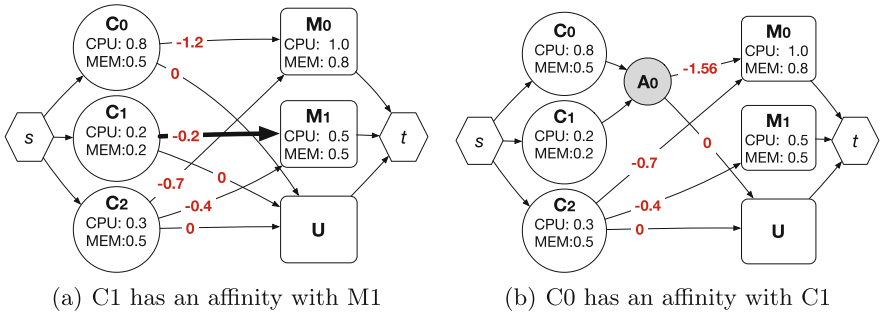 C0
CPU: 0.8
MEM:0.5
-1.2
0
M0
CPU: 1.0
MEM: 0.8
s
C1
CPU: 0.2
MEM:0.2
-0.2
0
M1
CPU: 0.5
MEM: 0.5
t
C2
CPU: 0.3
MEM:0.5
-0.7
-0.4
0
U
(a) C1 has an affinity with M1
C0
CPU: 0.8
MEM:0.5
A0
-1.56
0
M0
CPU: 1.0
MEM: 0.8
s
C1
CPU: 0.2
MEM:0.2
M1
CPU: 0.5
MEM: 0.5
t
C2
CPU: 0.3
MEM:0.5
-0.7
-0.4
0
U
(b) C0 has an affinity with C1